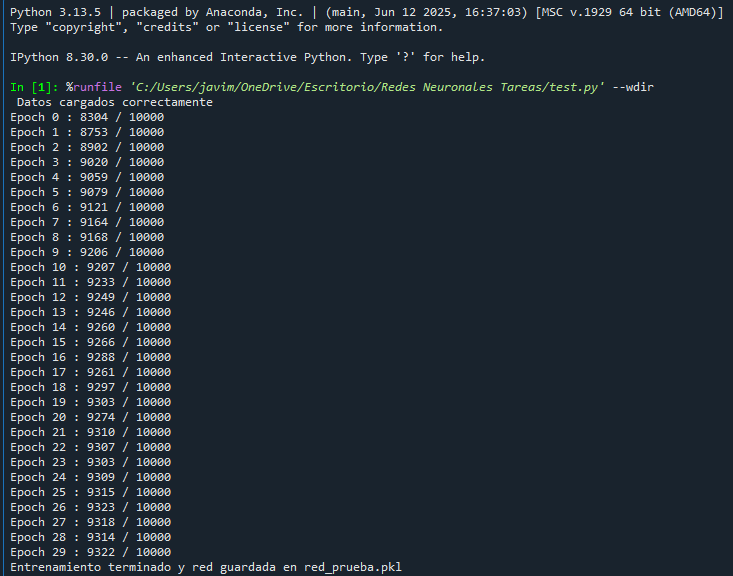 Python 3.13.5 | packaged by Anaconda, Inc. | (main, Jun 12 2025, 16:37:03) [MSC v.1929 64 bit (AMD64)]
Type "copyright", "credits" or "license" for more information.
IPython 8.30.0 -- An enhanced Interactive Python. Type '?' for help.
In [1]: %runfile 'C:/Users/javim/OneDrive/Escritorio/Redes Neuronales Tareas/test.py' --wdir
Datos cargados correctamente
Epoch 0 : 8304 / 10000
Epoch 1 : 8753 / 10000
Epoch 2 : 8902 / 10000
Epoch 3 : 9020 / 10000
Epoch 4 : 9059 / 10000
Epoch 5 : 9079 / 10000
Epoch 6 : 9121 / 10000
Epoch 7 : 9164 / 10000
Epoch 8 : 9168 / 10000
Epoch 9 : 9206 / 10000
Epoch 10 : 9207 / 10000
Epoch 11 : 9233 / 10000
Epoch 12 : 9249 / 10000
Epoch 13 : 9246 / 10000
Epoch 14 : 9260 / 10000
Epoch 15 : 9266 / 10000
Epoch 16 : 9288 / 10000
Epoch 17 : 9261 / 10000
Epoch 18 : 9297 / 10000
Epoch 19 : 9303 / 10000
Epoch 20 : 9274 / 10000
Epoch 21 : 9310 / 10000
Epoch 22 : 9307 / 10000
Epoch 23 : 9303 / 10000
Epoch 24 : 9309 / 10000
Epoch 25 : 9315 / 10000
Epoch 26 : 9323 / 10000
Epoch 27 : 9318 / 10000
Epoch 28 : 9314 / 10000
Epoch 29 : 9322 / 10000
Entrenamiento terminado y red guardada en red_prueba.pkl